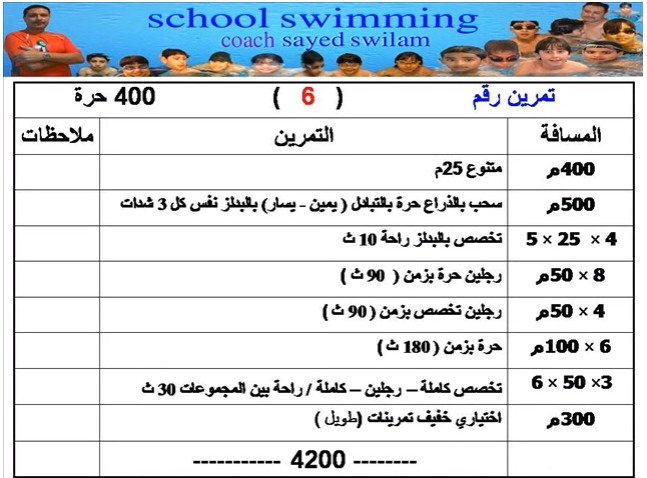 school swimming
coach sayed swilam
تمرين رقم ( 6 ) 400 حرة
المسافة التمرين ملاحظات
400م متنوع 25م
500م سحب بالذراع حرة بالتبادل ( يمين - يسار) بالبدلز نفس كل 3 شدات
4 × 25 × 5 تخصص بالبدلز راحة 10 ث
8 × 50م رجلين حرة بزمن ( 90 ث )
4 × 50م رجلين تخصص بزمن ( 90 ث )
6 × 100م حرة بزمن ( 180 ث )
3× 50 × 6 تخصص كاملة – رجلين – كاملة / راحة بين المجموعات 30 ث
300م اختياري خفيف تمرينات (طويل )
-------- 4200 -----------